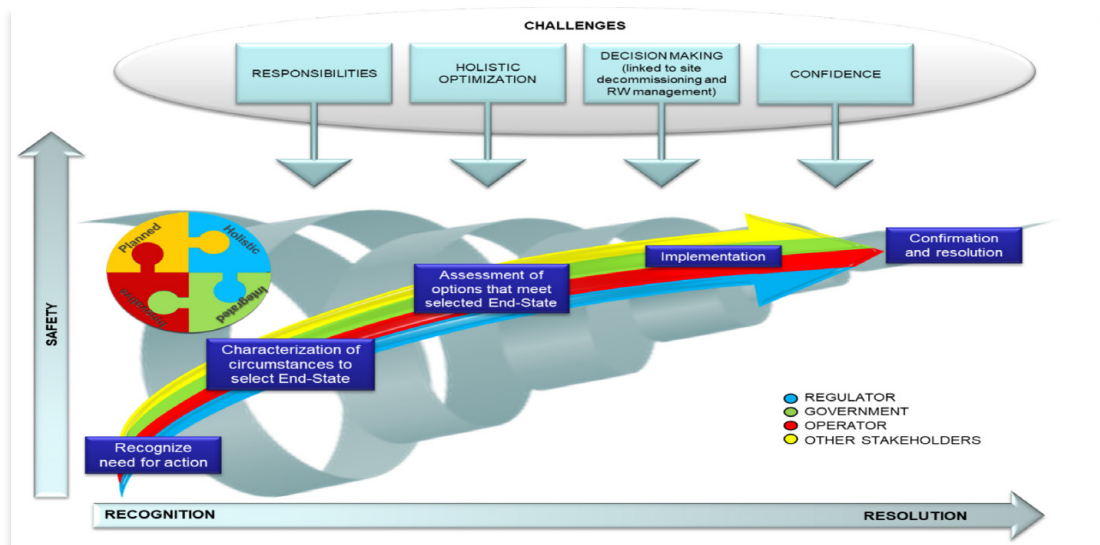 CHALLENGES
RESPONSIBILITIES
HOLISTIC
OPTIMIZATION
DECISION MAKING
(linked to site
decommissioning and
RW management)
CONFIDENCE
SAFETY
Planned
Holistic
Integrated
Confirmation
and resolution
Implementation
Assessment of
options that meet
selected End-State
Characterization of
circumstances to
select End-State
Recognize
need for action
REGULATOR
GOVERNMENT
OPERATOR
OTHER STAKEHOLDERS
RECOGNITION
RESOLUTION